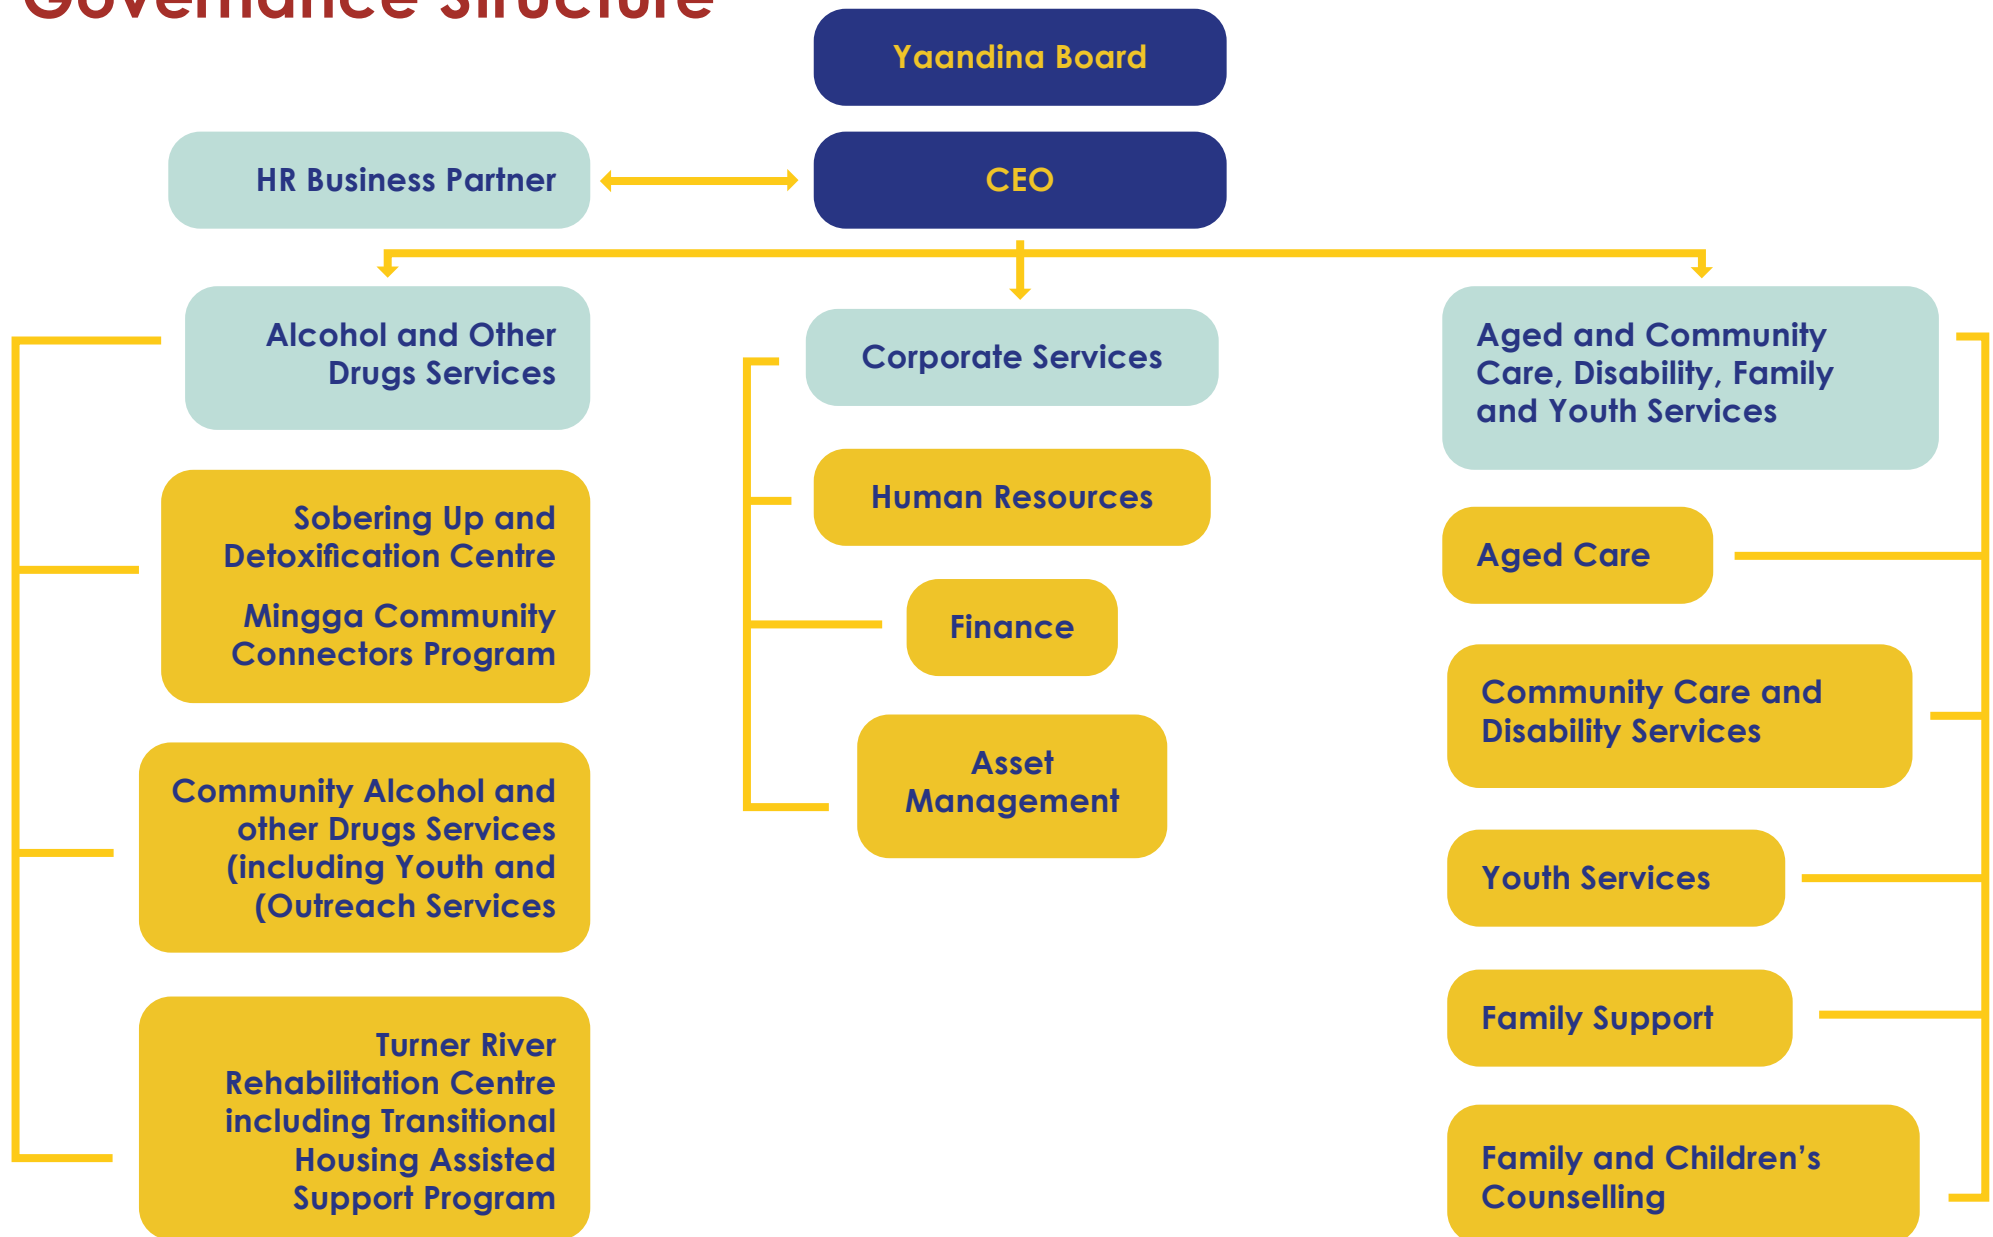 Governance Structure
Yaandina Board
HR Business Partner
CEO
Alcohol and Other
Drugs Services
Sobering Up and
Detoxification Centre
Mingga Community
Connectors Program
Community Alcohol and
other Drugs Services
(including Youth and
(Outreach Services
Turner River
Rehabilitation Centre
including Transitional
Housing Assisted
Support Program
Corporate Services
Human Resources
Finance
Asset
Management
Aged and Community
Care, Disability, Family
and Youth Services
Aged Care
Community Care and
Disability Services
Youth Services
Family Support
Family and Children’s
Counselling